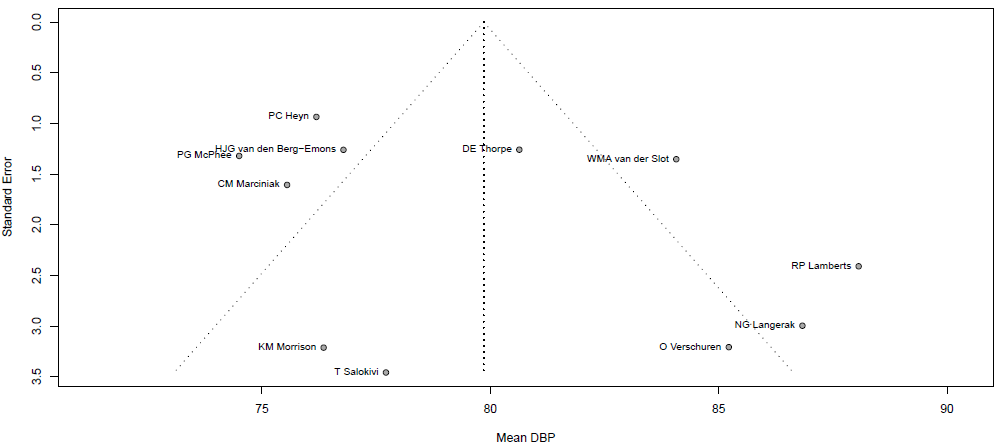 0.0
0.5
1.0
1.5
2.0
2.5
3.0
3.5
Standard Error
PC Heyn
HJG van den Berg−Emons
DE Thorpe
PG McPhee
WMA van der Slot
CM Marciniak
RP Lamberts
NG Langerak
KM Morrison
O Verschuren
T Salokivi
75
80
85
90
Mean DBP